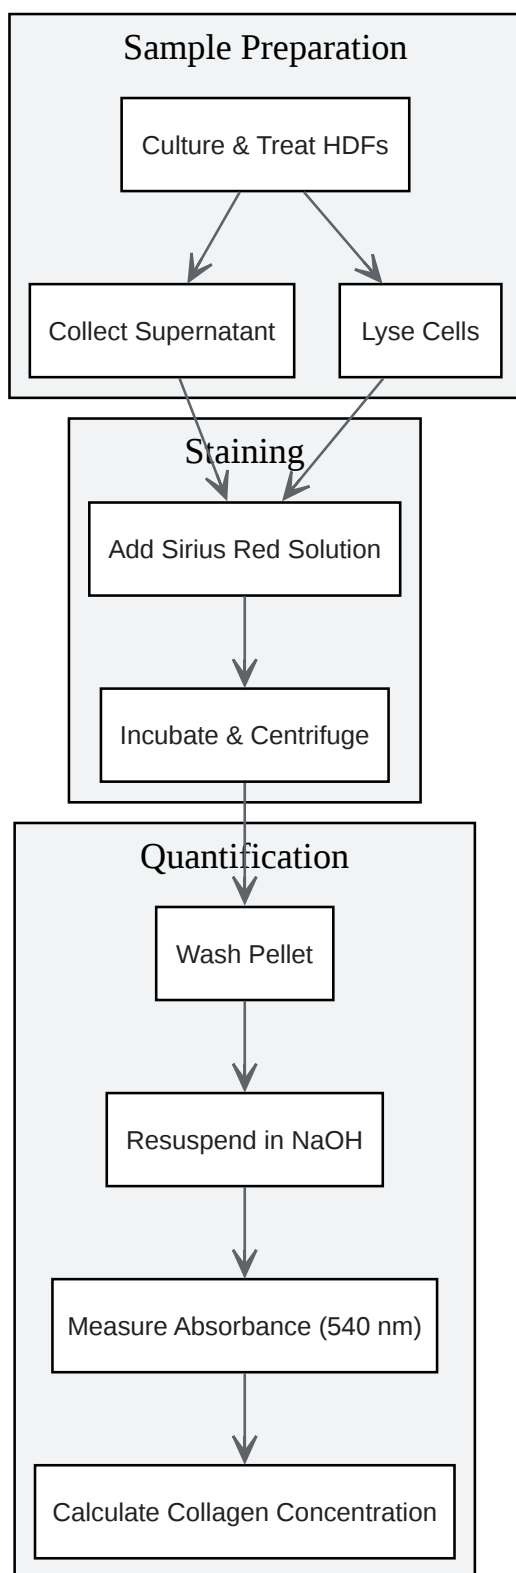 Sample Preparation
Culture & Treat HDFs
Collect Supernatant
Lyse Cells
Staining
Add Sirius Red Solution
Incubate & Centrifuge
Quantification
Wash Pellet
Resuspend in NaOH
Measure Absorbance (540 nm)
Calculate Collagen Concentration